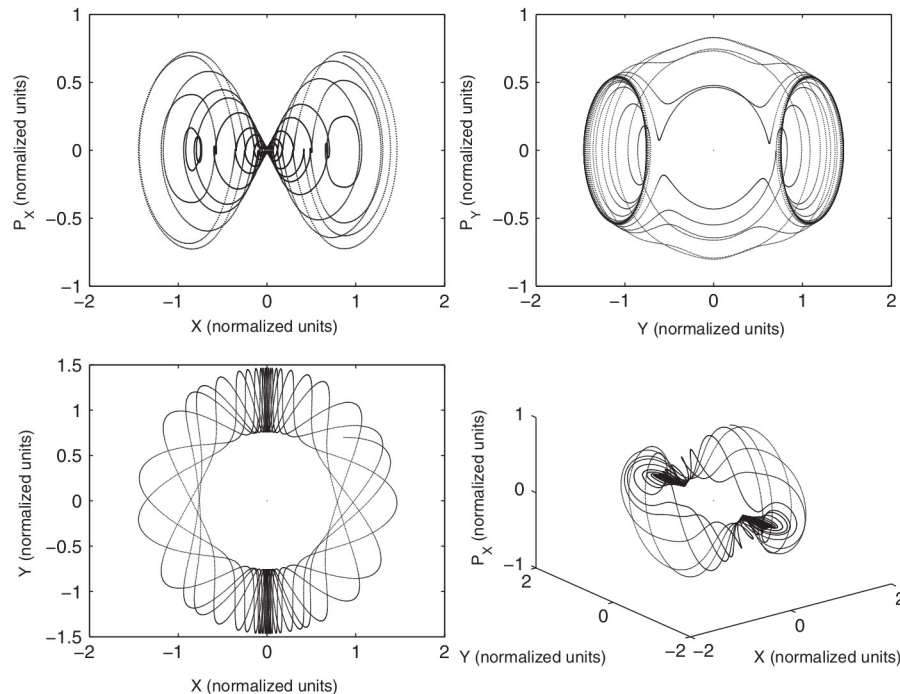 1
0.5
0
−0.5
−1
−2 −1 0 1 2
P_X (normalized units)
X (normalized units)
1
0.5
0
−0.5
−1
−2 −1 0 1 2
P_Y (normalized units)
Y (normalized units)
1.5
1
0.5
0
−0.5
−1
−1.5
−2 −1 0 1 2
Y (normalized units)
X (normalized units)
1
0
−1
2
0
−2
−2
0
2
P_X (normalized units)
Y (normalized units)
X (normalized units)